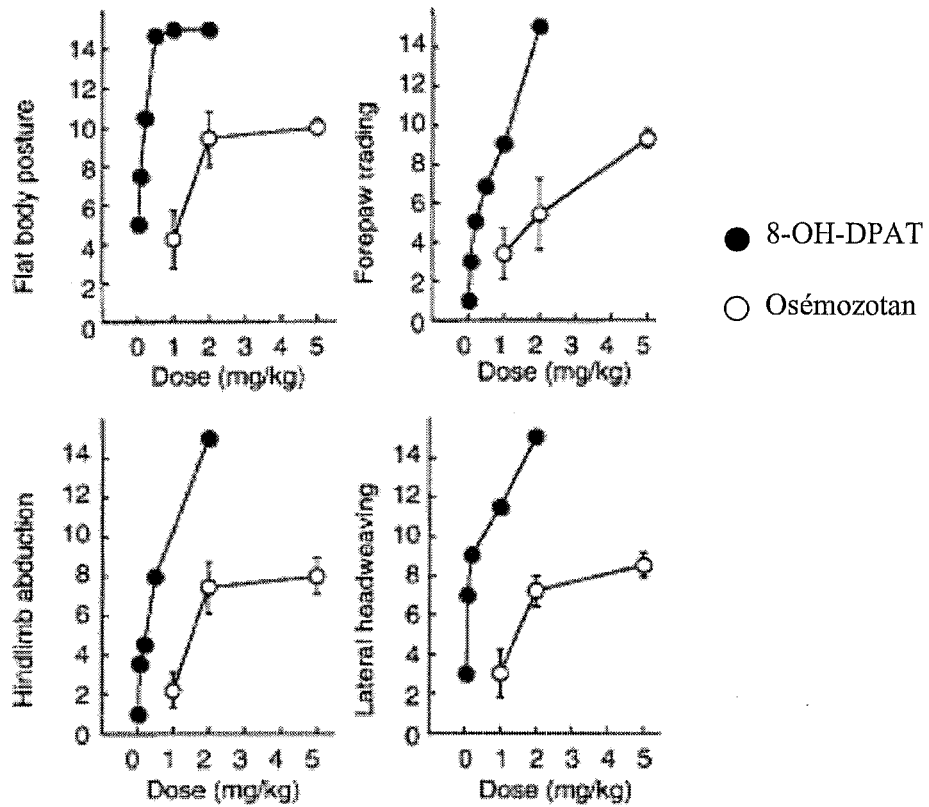 14
12
10
8
6
4
2
0
Flat body posture
0 1 2 3 4 5
Dose (mg/kg)
14
12
10
8
6
4
2
0
Forepaw trading
0 1 2 3 4 5
Dose (mg/kg)
8-OH-DPAT
Osémozotan
14
12
10
8
6
4
2
0
Hindlimb abduction
0 1 2 3 4 5
Dose (mg/kg)
14
12
10
8
6
4
2
0
Lateral headweaving
0 1 2 3 4 5
Dose (mg/kg)